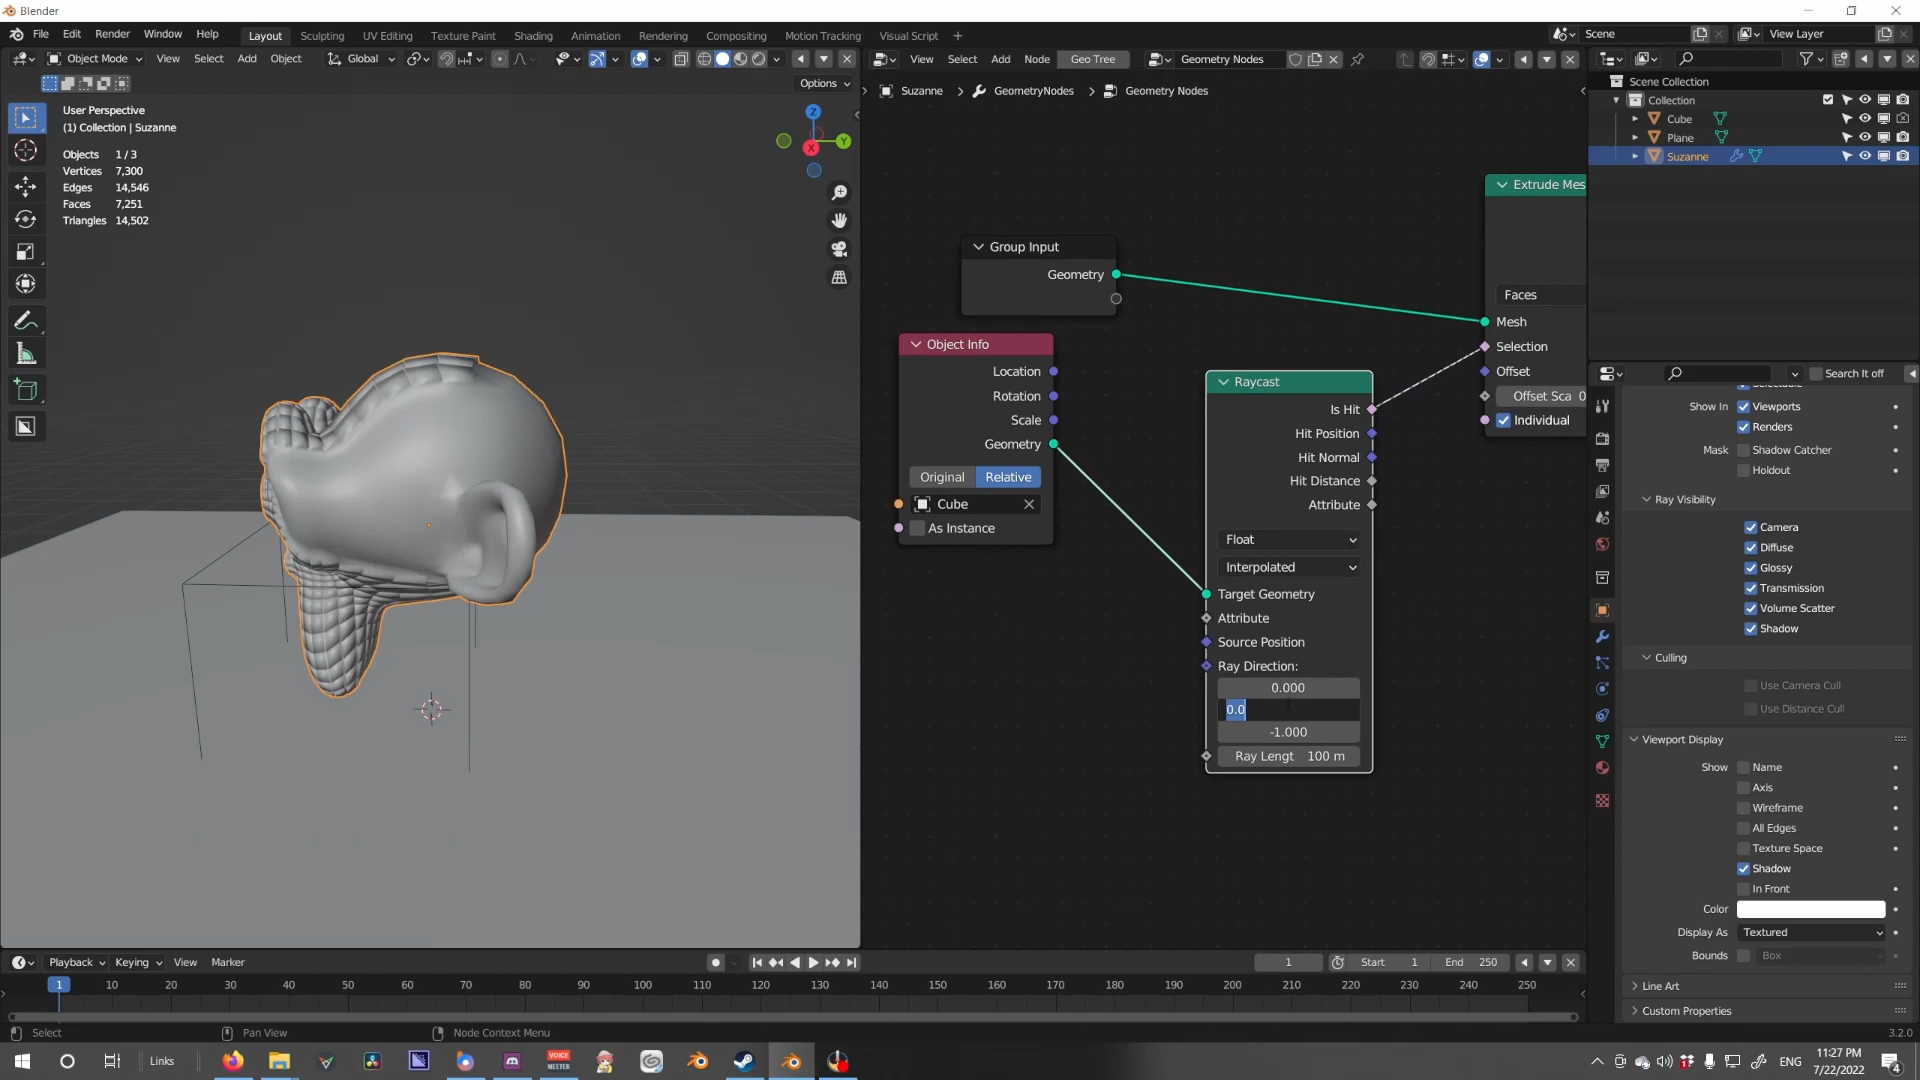 Blender
File Edit Render Window Help
Layout Sculpting UV Editing Texture Paint Shading Animation Rendering Compositing Motion Tracking Visual Script
Scene
View Layer
Object Mode View Select Add Object
Global
View Select Add Node Geo Tree
Geometry Nodes
Options
User Perspective
(1) Collection | Suzanne
Objects 1 / 3
Vertices 7,300
Edges 14,546
Faces 7,251
Triangles 14,502
Z
Y
X
Suzanne
GeometryNodes
Geometry Nodes
Group Input
Geometry
Object Info
Location
Rotation
Scale
Geometry
Original Relative
Cube
As Instance
Raycast
Is Hit
Hit Position
Hit Normal
Hit Distance
Attribute
Float
Interpolated
Target Geometry
Attribute
Source Position
Ray Direction:
0.000
0.0
-1.000
Ray Lengt 100 m
Extrude Mes
Faces
Mesh
Selection
Offset
Offset Sca 0
Individual
Scene Collection
Collection
Cube
Plane
Suzanne
Search It off
Show In Viewports
Renders
Mask Shadow Catcher
Holdout
Ray Visibility
Camera
Diffuse
Glossy
Transmission
Volume Scatter
Shadow
Culling
Use Camera Cull
Use Distance Cull
Viewport Display
Show Name
Axis
Wireframe
All Edges
Texture Space
Shadow
In Front
Color
Display As Textured
Bounds Box
Line Art
Custom Properties
Playback Keying View Marker
1 Start 1 End 250
1 10 20 30 40 50 60 70 80 90 100 110 120 130 140 150 160 170 180 190 200 210 220 230 240 250
Select Pan View Node Context Menu
3.2.0
Links
VOICE
MEETER
ENG
11:27 PM
7/22/2022
4